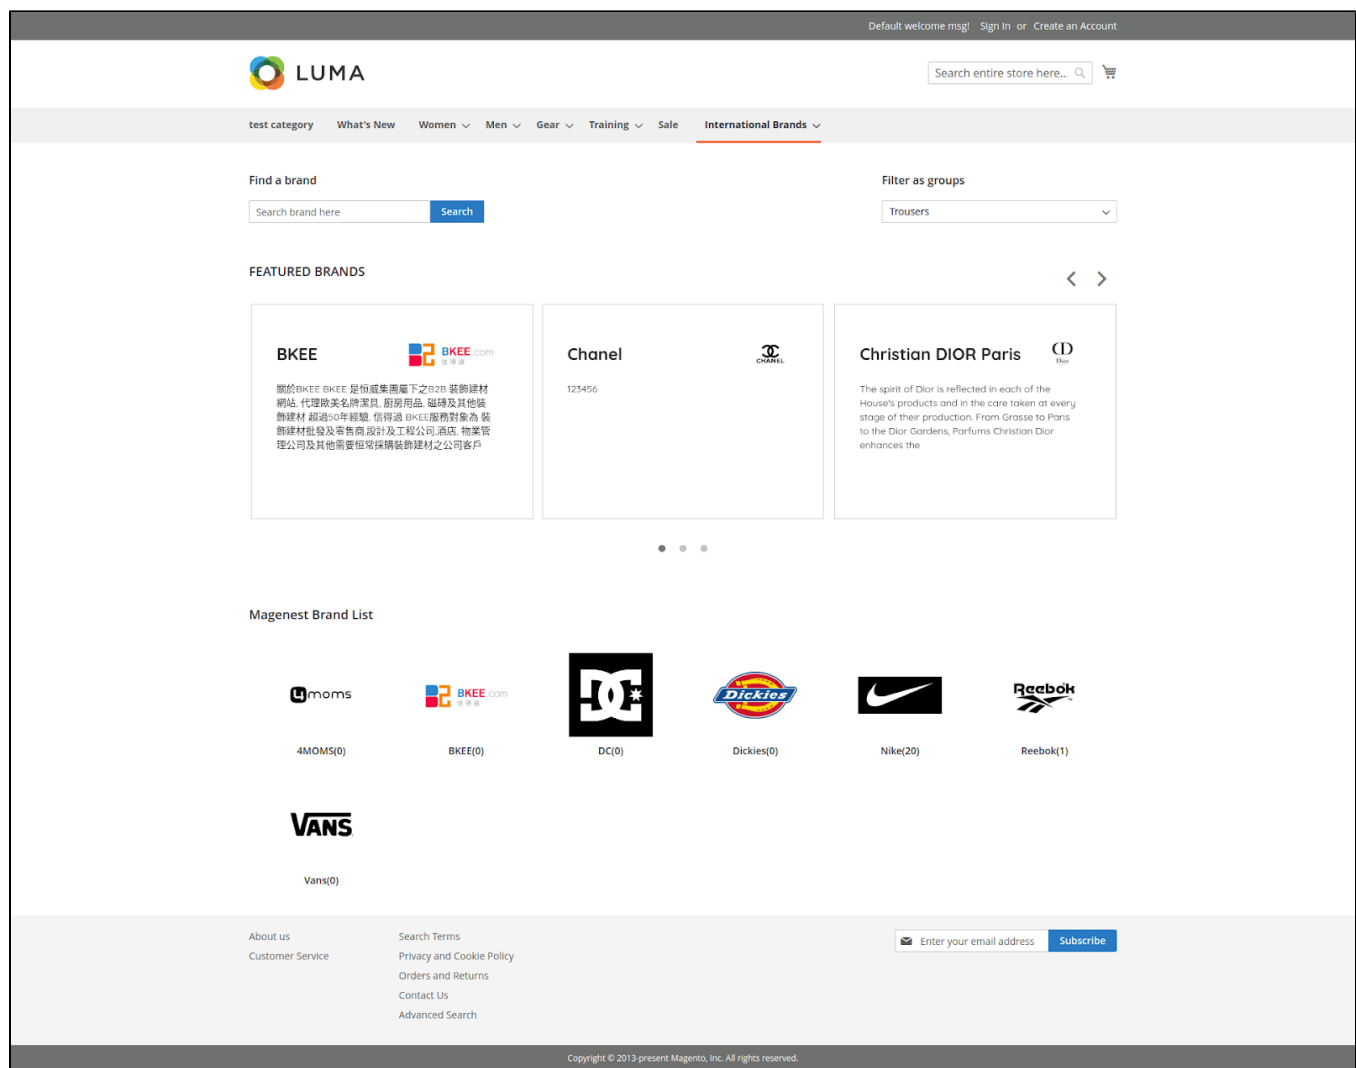 Default welcome msg! Sign In or Create an Account
LUMA
Search entire store here...
test category What's New Women Men Gear Training Sale International Brands
Find a brand
Filter as groups
Search brand here
Search
Trousers
FEATURED BRANDS
BKEE
BKEE.com
信得過
關於BKEE BKEE 是恒威集團屬下之B2B 裝飾建材
網站, 代理歐美名牌潔具, 廚房用品, 磁磚及其他裝
飾建材 超過50年經驗, 信得過 BKEE服務對象為 裝
飾建材批發及零售商,設計及工程公司,酒店, 物業管
理公司及其他需要恒常採購裝飾建材之公司客戶
Chanel
CHANEL
123456
Christian DIOR Paris
CD
Dior
The spirit of Dior is reflected in each of the
House's products and in the care taken at every
stage of their production. From Grasse to Paris
to the Dior Gardens, Parfums Christian Dior
enhances the
Magenest Brand List
4moms
BKEE.com
信得過
DC
Dickies
Reebok
4MOMS(0)
BKEE(0)
DC(0)
Dickies(0)
Nike(20)
Reebok(1)
VANS
Vans(0)
About us
Customer Service
Search Terms
Privacy and Cookie Policy
Orders and Returns
Contact Us
Advanced Search
Enter your email address
Subscribe
Copyright © 2013-present Magento, Inc. All rights reserved.